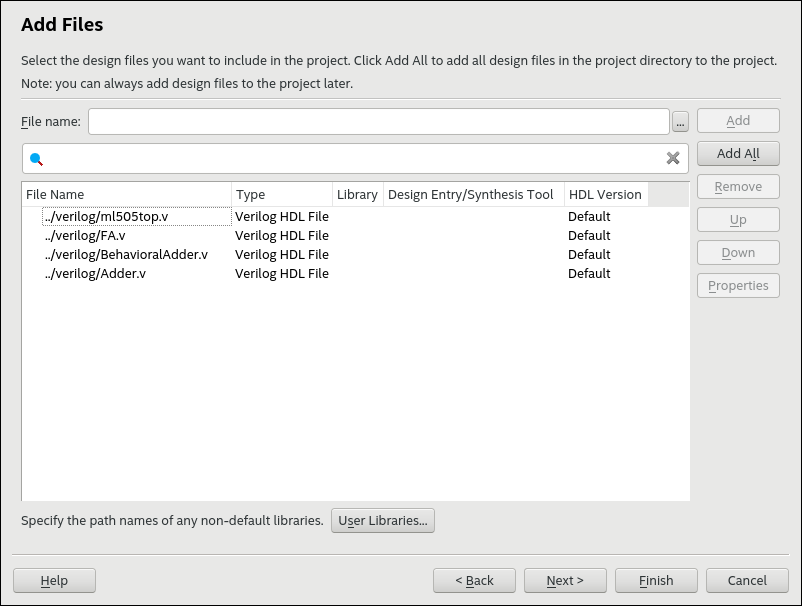 Add Files
Select the design files you want to include in the project. Click Add All to add all design files in the project directory to the project.
Note: you can always add design files to the project later.
File name: ... Add
Add All
File Name Type Library Design Entry/Synthesis Tool HDL Version Remove
../verilog/ml505top.v Verilog HDL File Default Up
../verilog/FA.v Verilog HDL File Default
../verilog/BehavioralAdder.v Verilog HDL File Default Down
../verilog/Adder.v Verilog HDL File Default
Properties
Specify the path names of any non-default libraries. User Libraries...
Help < Back Next > Finish Cancel